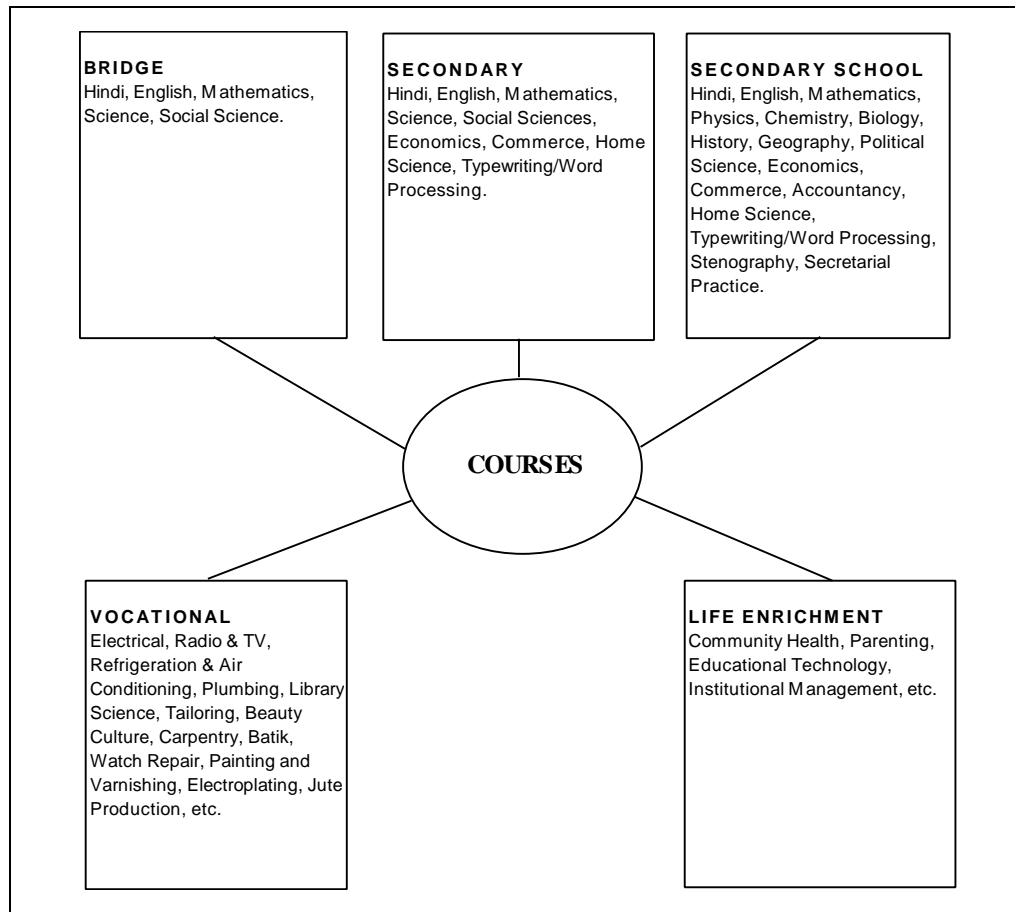 BRIDGE
Hindi, English, Mathematics,
Science, Social Science.
SECONDARY
Hindi, English, Mathematics,
Science, Social Sciences,
Economics, Commerce, Home
Science, Typewriting/Word
Processing.
SECONDARY SCHOOL
Hindi, English, Mathematics,
Physics, Chemistry, Biology,
History, Geography, Political
Science, Economics,
Commerce, Accountancy,
Home Science,
Typewriting/Word Processing,
Stenography, Secretarial
Practice.
COURSES
VOCATIONAL
Electrical, Radio & TV,
Refrigeration & Air
Conditioning, Plumbing, Library
Science, Tailoring, Beauty
Culture, Carpentry, Batik,
Watch Repair, Painting and
Varnishing, Electroplating, Jute
Production, etc.
LIFE ENRICHMENT
Community Health, Parenting,
Educational Technology,
Institutional Management, etc.